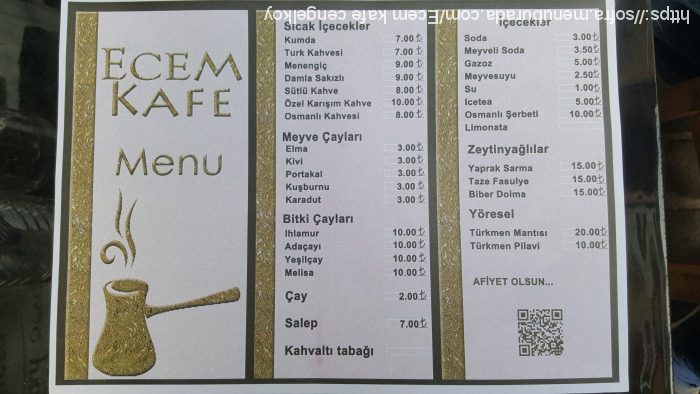 https://sofra.menuburada.com/Ecem kafe çengelköy
ECEM
KAFE
Menu
Sıcak İçecekler
Kumda 7.00₺
Turk Kahvesi 7.00₺
Menengiç 9.00₺
Damla Sakızlı 9.00₺
Sütlü Kahve 8.00₺
Özel Karışım Kahve 10.00₺
Osmanlı Kahvesi 8.00₺
Meyve Çayları
Elma 3.00₺
Kivi 3.00₺
Portakal 3.00₺
Kuşburnu 3.00₺
Karadut 3.00₺
Bitki Çayları
Ihlamur 10.00₺
Adaçayı 10.00₺
Yeşilçay 10.00₺
Melisa 10.00₺
Çay 2.00₺
Salep 7.00₺
Kahvaltı tabağı
İçecekler
Soda 3.00₺
Meyveli Soda 3.50₺
Gazoz 5.00₺
Meyvesuyu 2.50₺
Su 1.00₺
Icetea 5.00₺
Osmanlı Şerbeti 10.00₺
Limonata
Zeytinyağlılar
Yaprak Sarma 15.00₺
Taze Fasulye 15.00₺
Biber Dolma 15.00₺
Yöresel
Türkmen Mantısı 20.00₺
Türkmen Pilavi 10.00₺
AFİYET OLSUN...